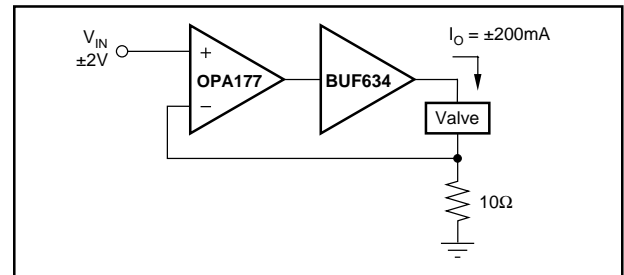 V_IN
±2V
+
−
OPA177
BUF634
I_O = ±200mA
Valve
10Ω